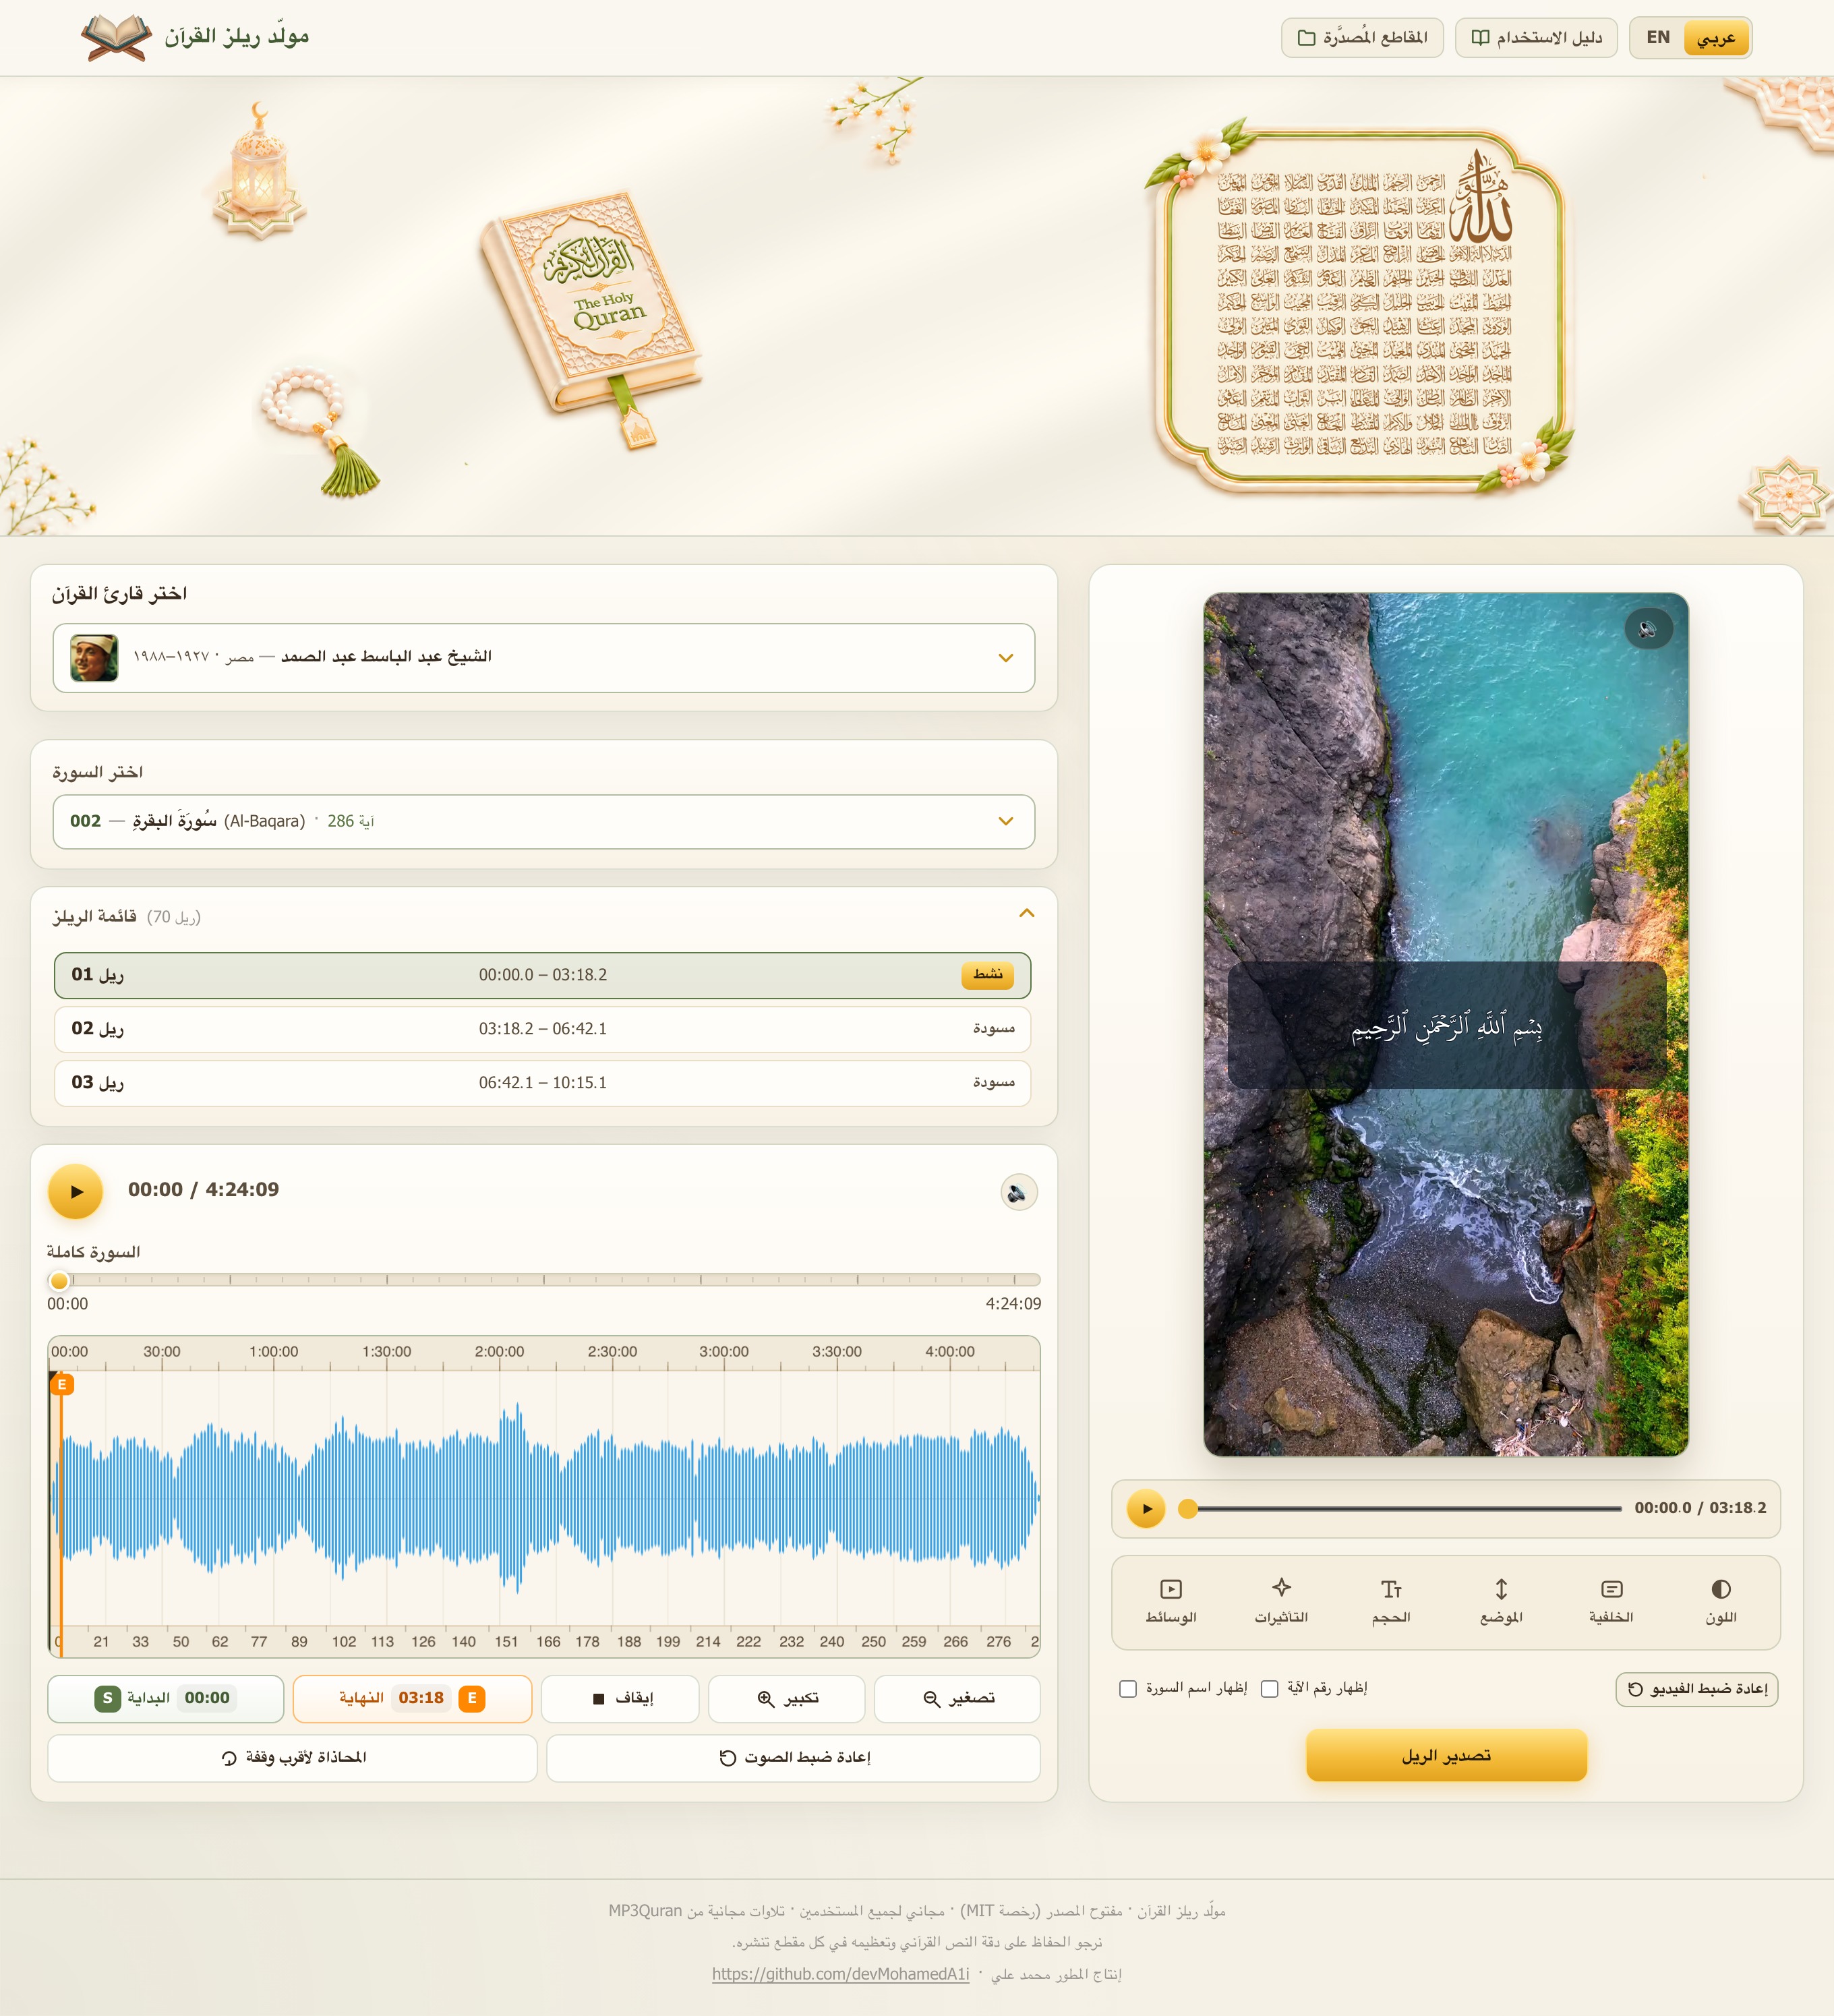 مولّد ريلز القرآن
المقاطع المُصدَّرة
دليل الاستخدام
EN
عربي
القرآن الكريم
The Holy
Quran
الله
اختر قارئ القرآن
الشيخ عبد الباسط عبد الصمد — مصر · ١٩٢٧–١٩٨٨
اختر السورة
002 — سُورَة البقرة (Al-Baqara) · 286 آية
قائمة الريلز (70 ريل)
ريل 01 00:00.0 – 03:18.2 نشط
ريل 02 03:18.2 – 06:42.1 مسودة
ريل 03 06:42.1 – 10:15.1 مسودة
00:00 / 4:24:09
السورة كاملة
00:00 4:24:09
00:00 30:00 1:00:00 1:30:00 2:00:00 2:30:00 3:00:00 3:30:00 4:00:00
E
21 33 50 62 77 89 102 113 126 140 151 166 178 188 199 214 222 232 240 250 259 266 276
S البداية 00:00
النهاية 03:18 E
إيقاف
تكبير
تصغير
المحاذاة لأقرب وقفة
إعادة ضبط الصوت
بِسْمِ ٱللَّهِ ٱلرَّحْمَٰنِ ٱلرَّحِيمِ
00:00.0 / 03:18.2
الوسائط
التأثيرات
الحجم
الموضع
الخلفية
اللون
إظهار اسم السورة
إظهار رقم الآية
إعادة ضبط الفيديو
تصدير الريل
مولّد ريلز القرآن · مفتوح المصدر (رخصة MIT) · مجاني لجميع المستخدمين · تلاوات مجانية من MP3Quran
نرجو الحفاظ على دقة النص القرآني وتعظيمه في كل مقطع تنشره.
إنتاج المطور محمد علي · https://github.com/devMohamedA1i